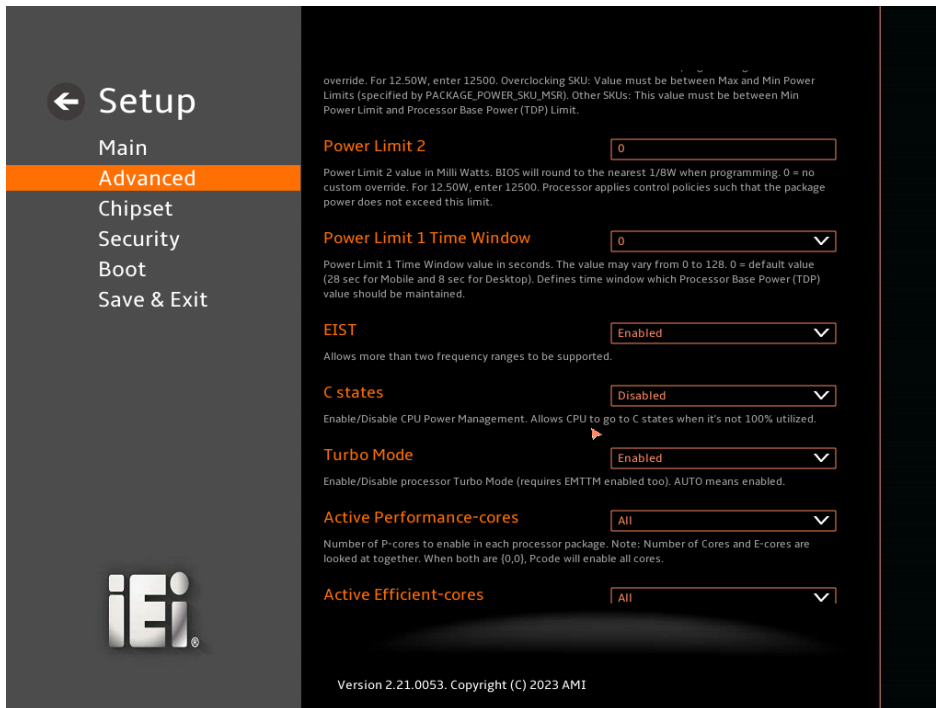 Setup
Main
Advanced
Chipset
Security
Boot
Save & Exit
override. For 12.50W, enter 12500. Overclocking SKU: Value must be between Max and Min Power
Limits (specified by PACKAGE_POWER_SKU_MSR). Other SKUs: This value must be between Min
Power Limit and Processor Base Power (TDP) Limit.
Power Limit 2
0
Power Limit 2 value in Milli Watts. BIOS will round to the nearest 1/8W when programming. 0 = no
custom override. For 12.50W, enter 12500. Processor applies control policies such that the package
power does not exceed this limit.
Power Limit 1 Time Window
0
Power Limit 1 Time Window value in seconds. The value may vary from 0 to 128. 0 = default value
(28 sec for Mobile and 8 sec for Desktop). Defines time window which Processor Base Power (TDP)
value should be maintained.
EIST
Enabled
Allows more than two frequency ranges to be supported.
C states
Disabled
Enable/Disable CPU Power Management. Allows CPU to go to C states when it's not 100% utilized.
Turbo Mode
Enabled
Enable/Disable processor Turbo Mode (requires EMTTM enabled too). AUTO means enabled.
Active Performance-cores
All
Number of P-cores to enable in each processor package. Note: Number of Cores and E-cores are
looked at together. When both are {0,0}, Pcode will enable all cores.
Active Efficient-cores
All
iEi®
Version 2.21.0053. Copyright (C) 2023 AMI